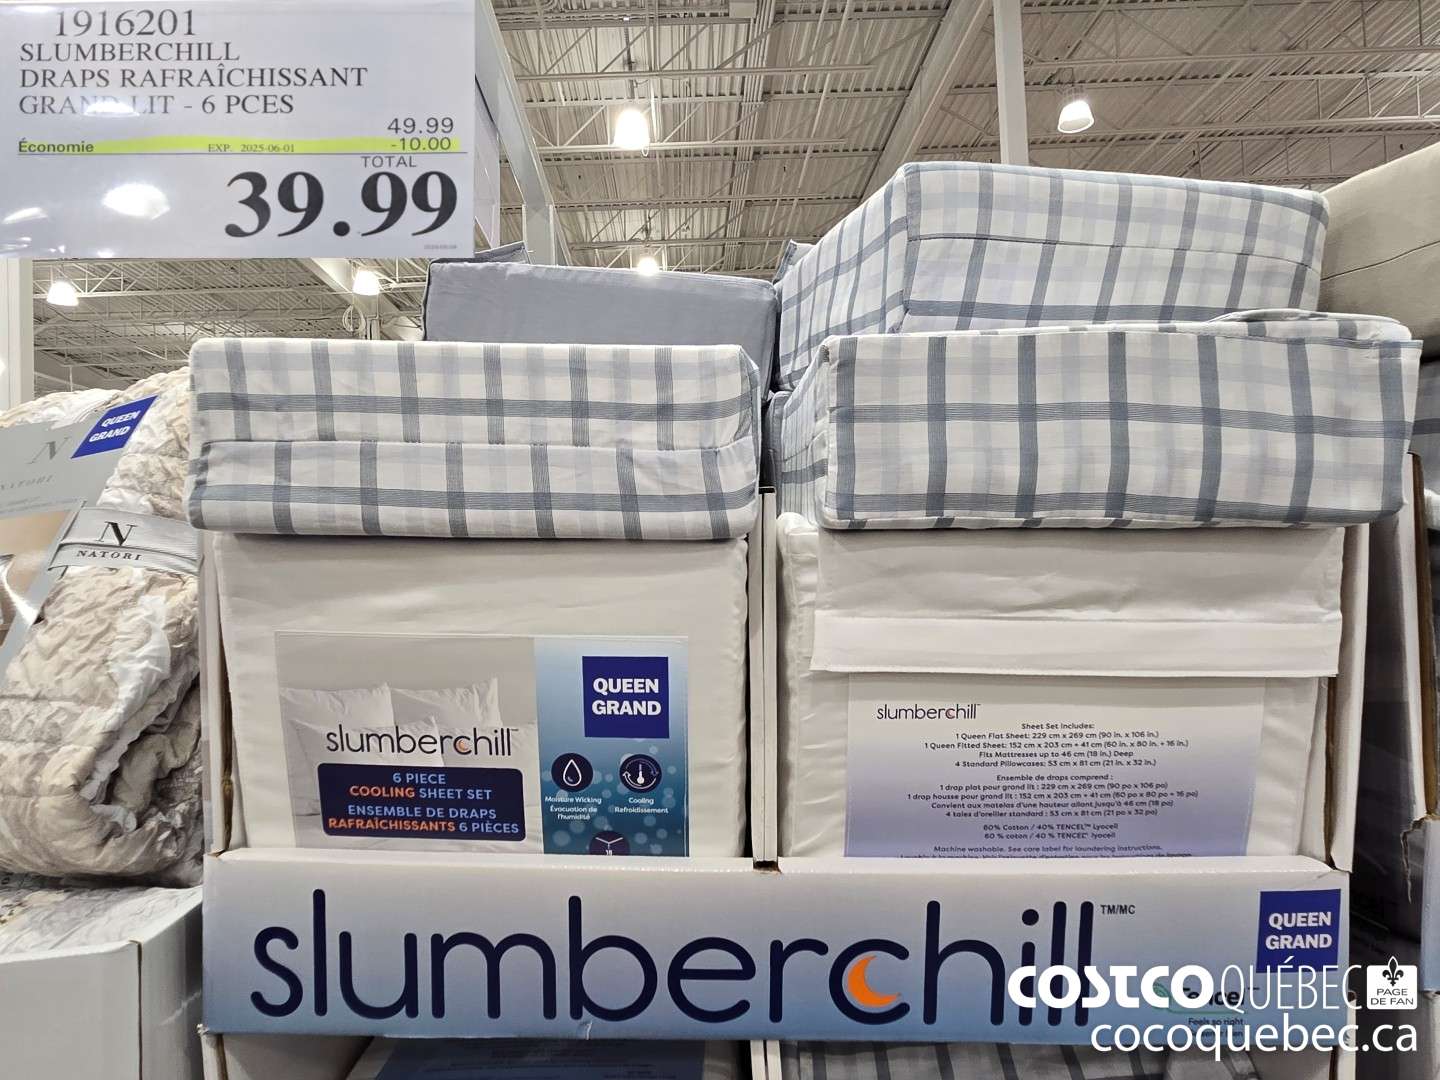 1916201
SLUMBERCHILL
DRAPS RAFRAÎCHISSANT
GRAND LIT - 6 PCES
49.99
Économie EXP. 2025-06-01 -10.00
TOTAL
39.99
QUEEN
GRAND
N
NATORI
N
NATORI
slumberchill™
6 PIECE
COOLING SHEET SET
ENSEMBLE DE DRAPS
RAFRAÎCHISSANTS 6 PIÈCES
QUEEN
GRAND
Moisture Wicking
Évacuation de
l'humidité
Cooling
Refroidissement
18
slumberchill™
Sheet Set Includes:
1 Queen Flat Sheet: 229 cm x 269 cm (90 in. x 106 in.)
1 Queen Fitted Sheet: 152 cm x 203 cm + 41 cm (60 in. x 80 in. + 16 in.)
Fits Mattresses up to 46 cm (18 in.) Deep
4 Standard Pillowcases: 53 cm x 81 cm (21 in. x 32 in.)
Ensemble de draps comprend :
1 drap plat pour grand lit : 229 cm x 269 cm (90 po x 106 po)
1 drap housse pour grand lit : 152 cm x 203 cm + 41 cm (60 po x 80 po + 16 po)
Convient aux matelas d'une hauteur allant jusqu'à 46 cm (18 po)
4 taies d'oreiller standard : 53 cm x 81 cm (21 po x 32 po)
60% Cotton / 40% TENCEL™ Lyocell
60 % coton / 40 % TENCEL™ lyocell
Machine washable. See care label for laundering instructions.
slumberchill TM/MC
QUEEN
GRAND
Tencel™
Feels so right
COSTCO QUÉBEC PAGE DE FAN
cocoquebec.ca